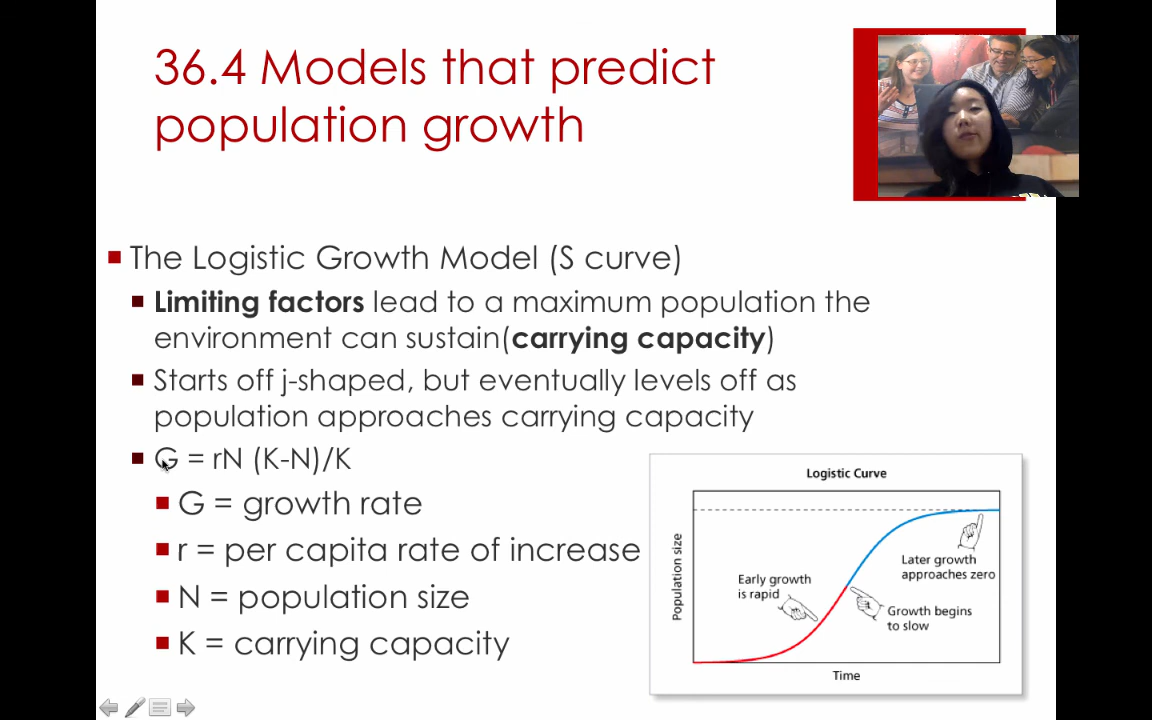 36.4 Models that predict
population growth
The Logistic Growth Model (S curve)
Limiting factors lead to a maximum population the
environment can sustain(carrying capacity)
Starts off j-shaped, but eventually levels off as
population approaches carrying capacity
G = rN (K-N)/K
G = growth rate
r = per capita rate of increase
N = population size
K = carrying capacity
Logistic Curve
Population size
Early growth
is rapid
Later growth
approaches zero
Growth begins
to slow
Time